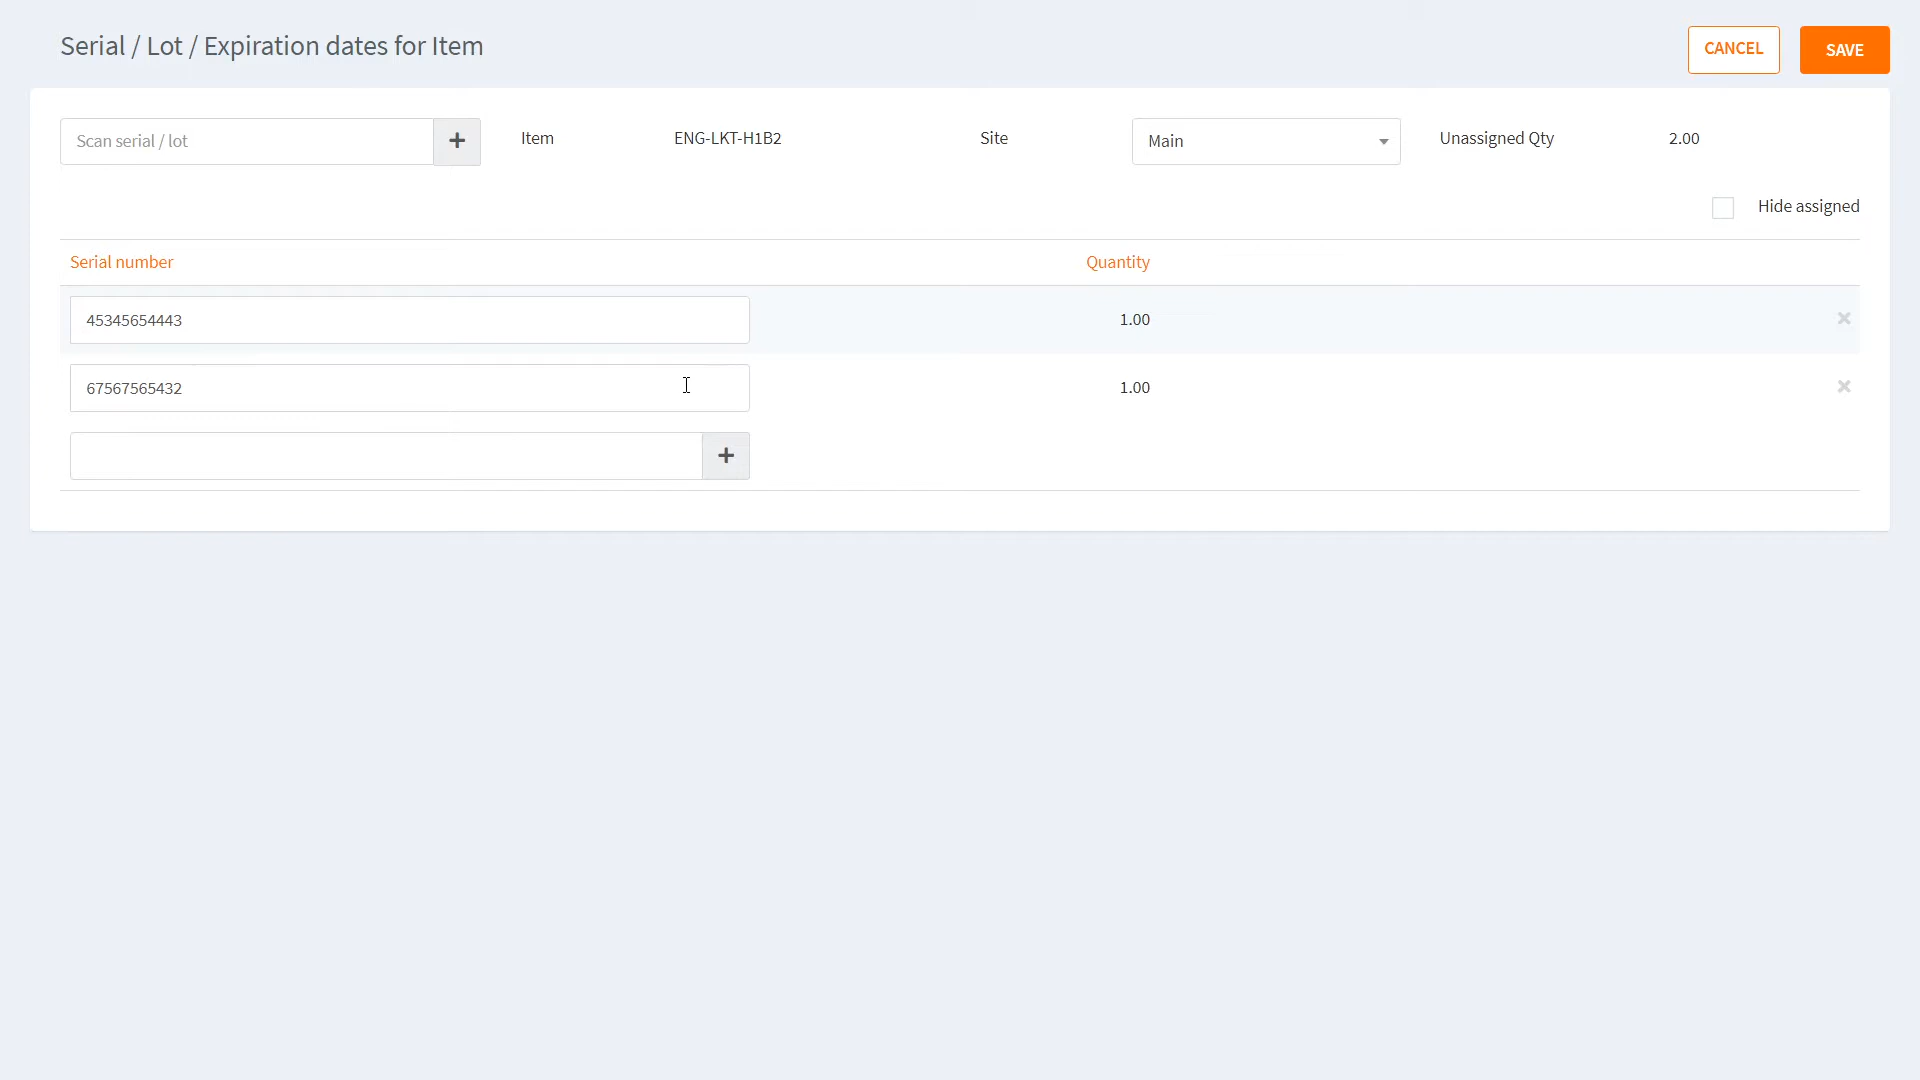 Serial / Lot / Expiration dates for Item
CANCEL
SAVE
Scan serial / lot
Item
ENG-LKT-H1B2
Site
Main
Unassigned Qty
2.00
Hide assigned
Serial number
Quantity
45345654443
1.00
67567565432
1.00